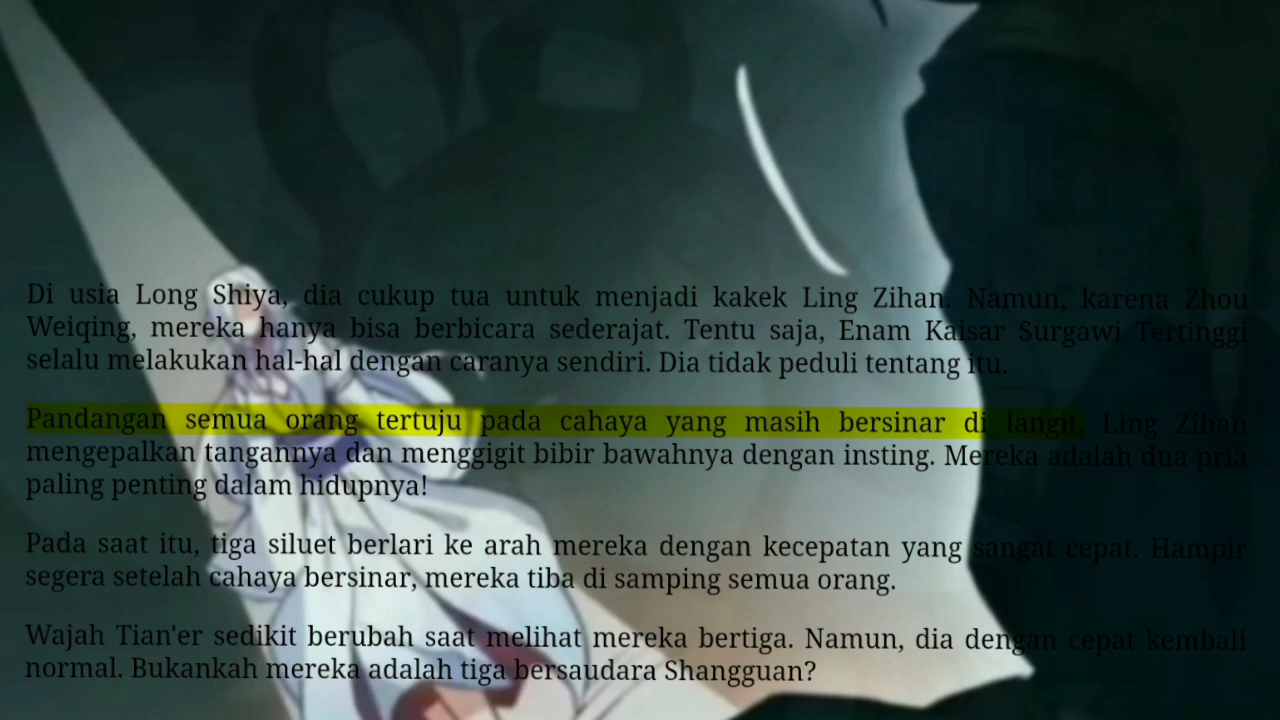 Di usia Long Shiya, dia cukup tua untuk menjadi kakek Ling Zihan. Namun, karena Zhou
Weiqing, mereka hanya bisa berbicara sederajat. Tentu saja, Enam Kaisar Surgawi Tertinggi
selalu melakukan hal-hal dengan caranya sendiri. Dia tidak peduli tentang itu.
Pandangan semua orang tertuju pada cahaya yang masih bersinar di langit. Ling Zihan
mengepalkan tangannya dan menggigit bibir bawahnya dengan insting. Mereka adalah dua pria
paling penting dalam hidupnya!
Pada saat itu, tiga siluet berlari ke arah mereka dengan kecepatan yang sangat cepat. Hampir
segera setelah cahaya bersinar, mereka tiba di samping semua orang.
Wajah Tian'er sedikit berubah saat melihat mereka bertiga. Namun, dia dengan cepat kembali
normal. Bukankah mereka adalah tiga bersaudara Shangguan?